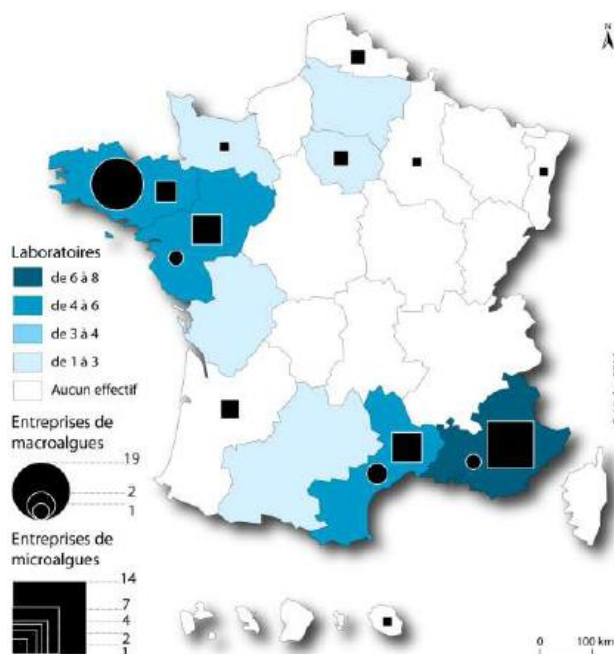 N
Laboratoires
de 6 à 8
de 4 à 6
de 3 à 4
de 1 à 3
Aucun effectif
Entreprises de
macroalgues
19
2
1
Entreprises de
microalgues
14
7
4
2
1
0 100 km